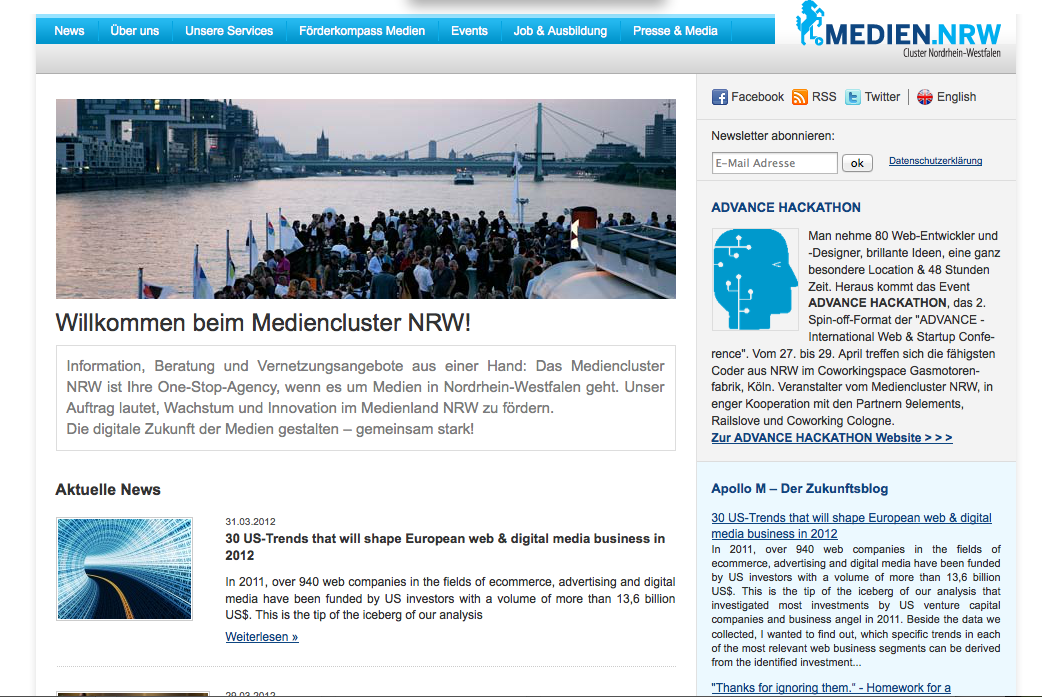 News Über uns Unsere Services Förderkompass Medien Events Job & Ausbildung Presse & Media
MEDIEN.NRW
Cluster Nordrhein-Westfalen
Willkommen beim Mediencluster NRW!
Information, Beratung und Vernetzungsangebote aus einer Hand: Das Mediencluster
NRW ist Ihre One-Stop-Agency, wenn es um Medien in Nordrhein-Westfalen geht. Unser
Auftrag lautet, Wachstum und Innovation im Medienland NRW zu fördern.
Die digitale Zukunft der Medien gestalten – gemeinsam stark!
Aktuelle News
31.03.2012
30 US-Trends that will shape European web & digital media business in
2012
In 2011, over 940 web companies in the fields of ecommerce, advertising and digital
media have been funded by US investors with a volume of more than 13,6 billion
US$. This is the tip of the iceberg of our analysis
Weiterlesen »
29.03.2012
Facebook RSS Twitter English
Newsletter abonnieren:
E-Mail Adresse ok Datenschutzerklärung
ADVANCE HACKATHON
Man nehme 80 Web-Entwickler und
-Designer, brillante Ideen, eine ganz
besondere Location & 48 Stunden
Zeit. Heraus kommt das Event
ADVANCE HACKATHON, das 2.
Spin-off-Format der "ADVANCE -
International Web & Startup Confe-
rence". Vom 27. bis 29. April treffen sich die fähigsten
Coder aus NRW im Coworkingspace Gasmotoren-
fabrik, Köln. Veranstalter vom Mediencluster NRW, in
enger Kooperation mit den Partnern 9elements,
Railslove und Coworking Cologne.
Zur ADVANCE HACKATHON Website > > >
Apollo M – Der Zukunftsblog
30 US-Trends that will shape European web & digital
media business in 2012
In 2011, over 940 web companies in the fields of
ecommerce, advertising and digital media have been funded
by US investors with a volume of more than 13,6 billion
US$. This is the tip of the iceberg of our analysis that
investigated most investments by US venture capital
companies and business angel in 2011. Beside the data we
collected, I wanted to find out, which specific trends in each
of the most relevant web business segments can be derived
from the identified investment...
"Thanks for ignoring them." - Homework for a